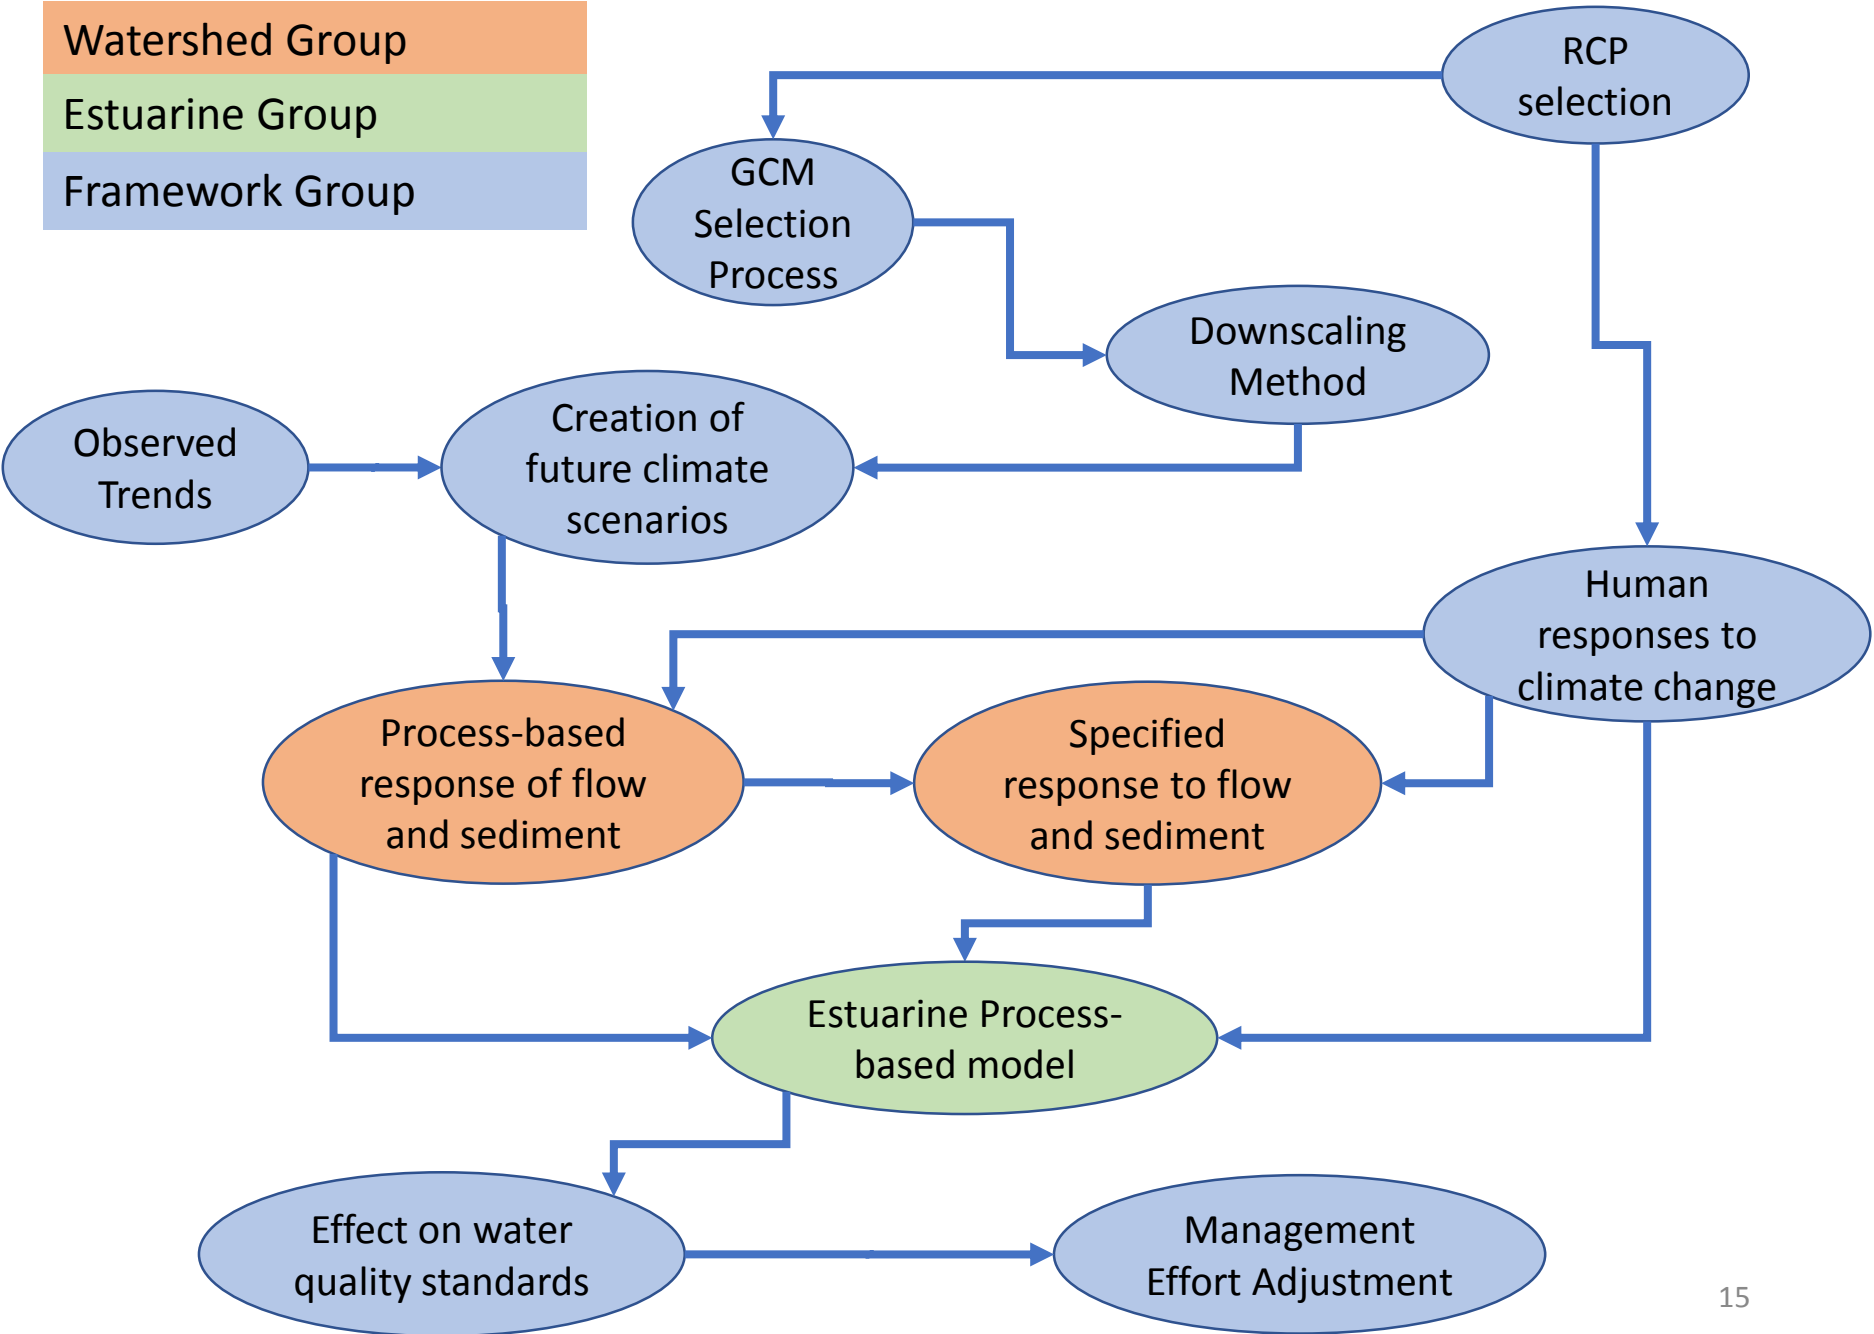 Watershed Group
Estuarine Group
Framework Group
RCP
selection
GCM
Selection
Process
Downscaling
Method
Observed
Trends
Creation of
future climate
scenarios
Human
responses to
climate change
Process-based
response of flow
and sediment
Specified
response to flow
and sediment
Estuarine Process-
based model
Effect on water
quality standards
Management
Effort Adjustment
15